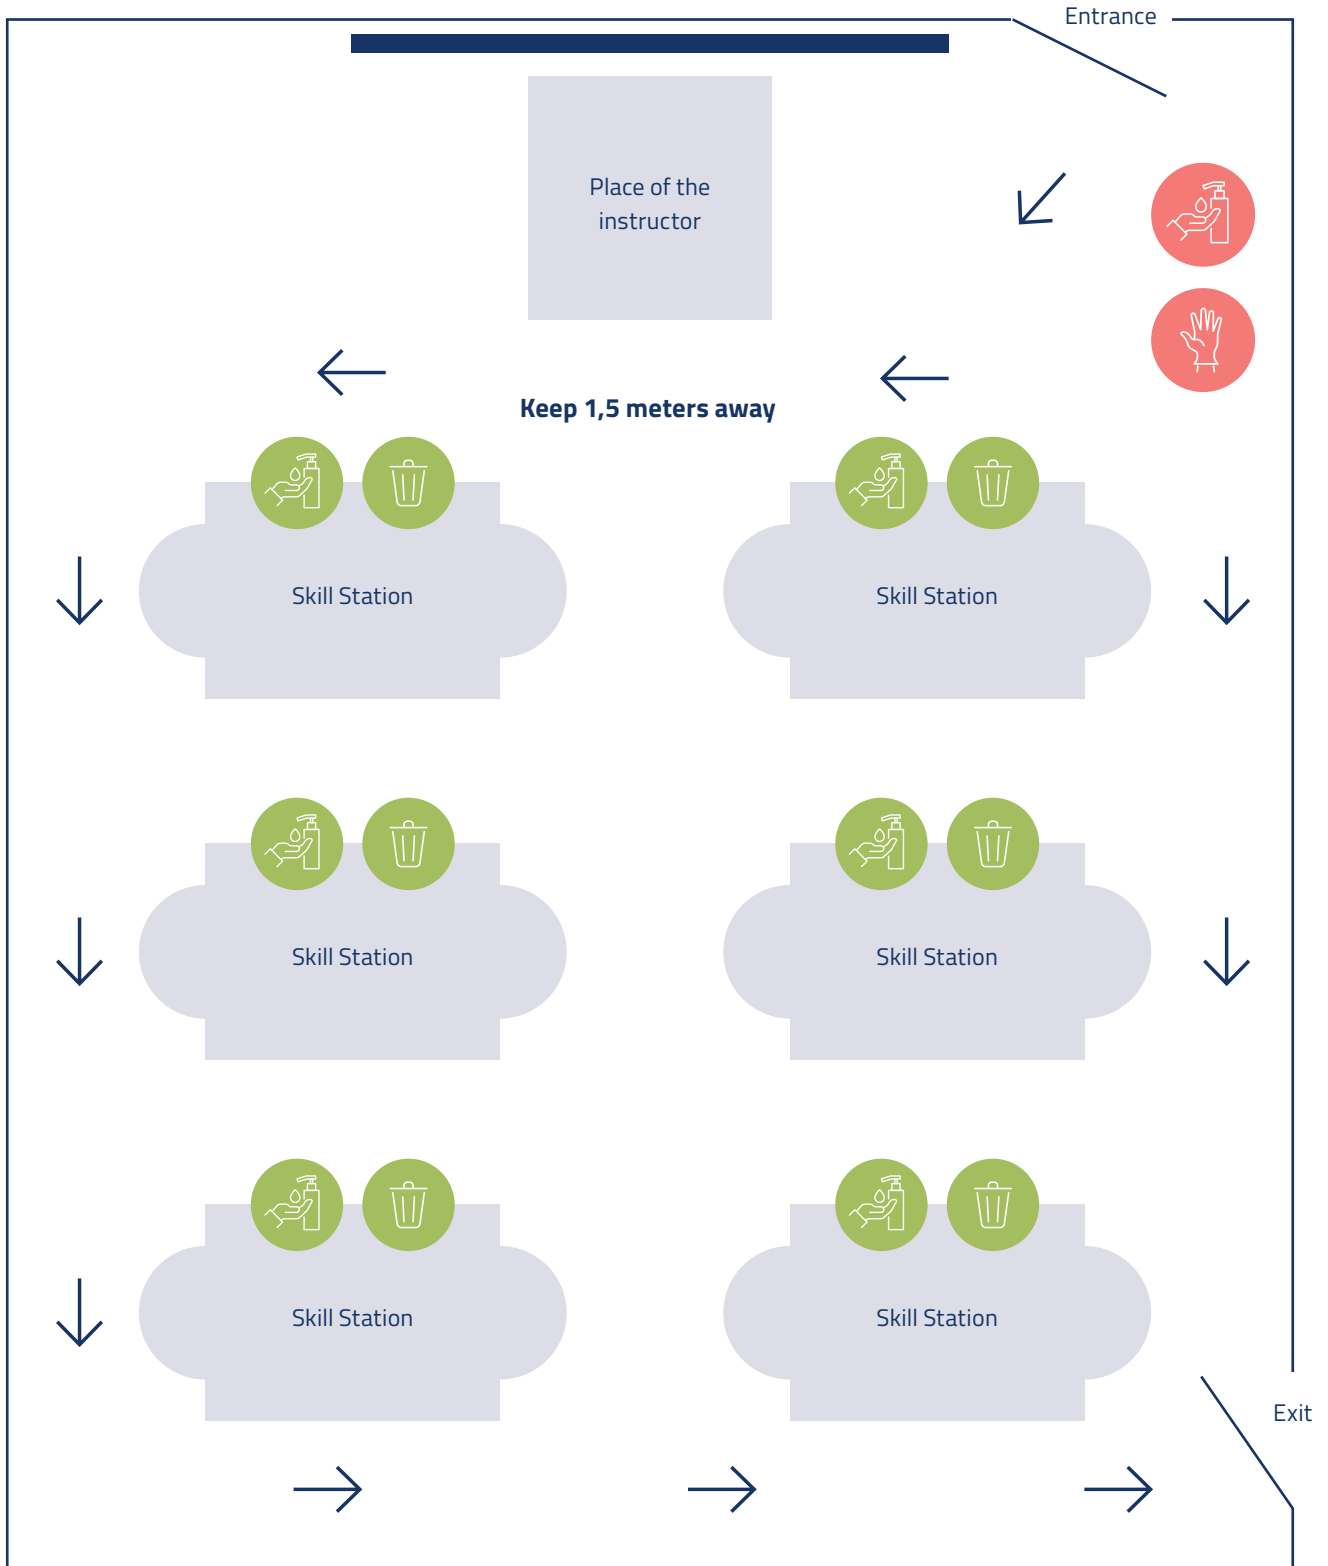 Entrance
Place of the
instructor
Keep 1,5 meters away
Skill Station
Skill Station
Skill Station
Skill Station
Skill Station
Skill Station
Exit